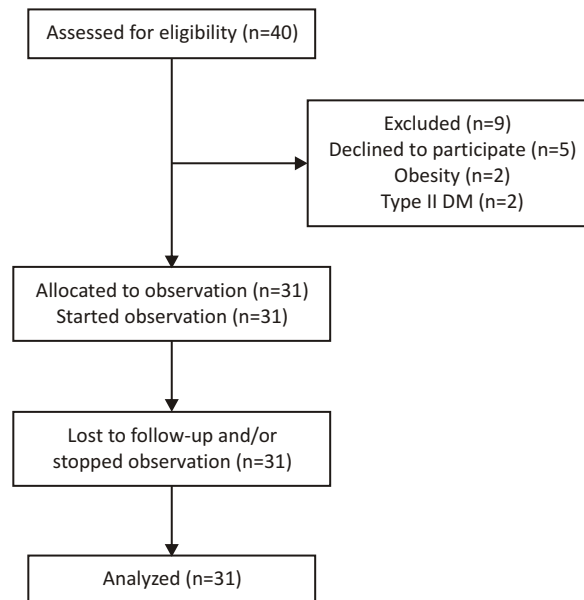 Assessed for eligibility (n=40)
Excluded (n=9)
Declined to participate (n=5)
Obesity (n=2)
Type II DM (n=2)
Allocated to observation (n=31)
Started observation (n=31)
Lost to follow-up and/or
stopped observation (n=31)
Analyzed (n=31)